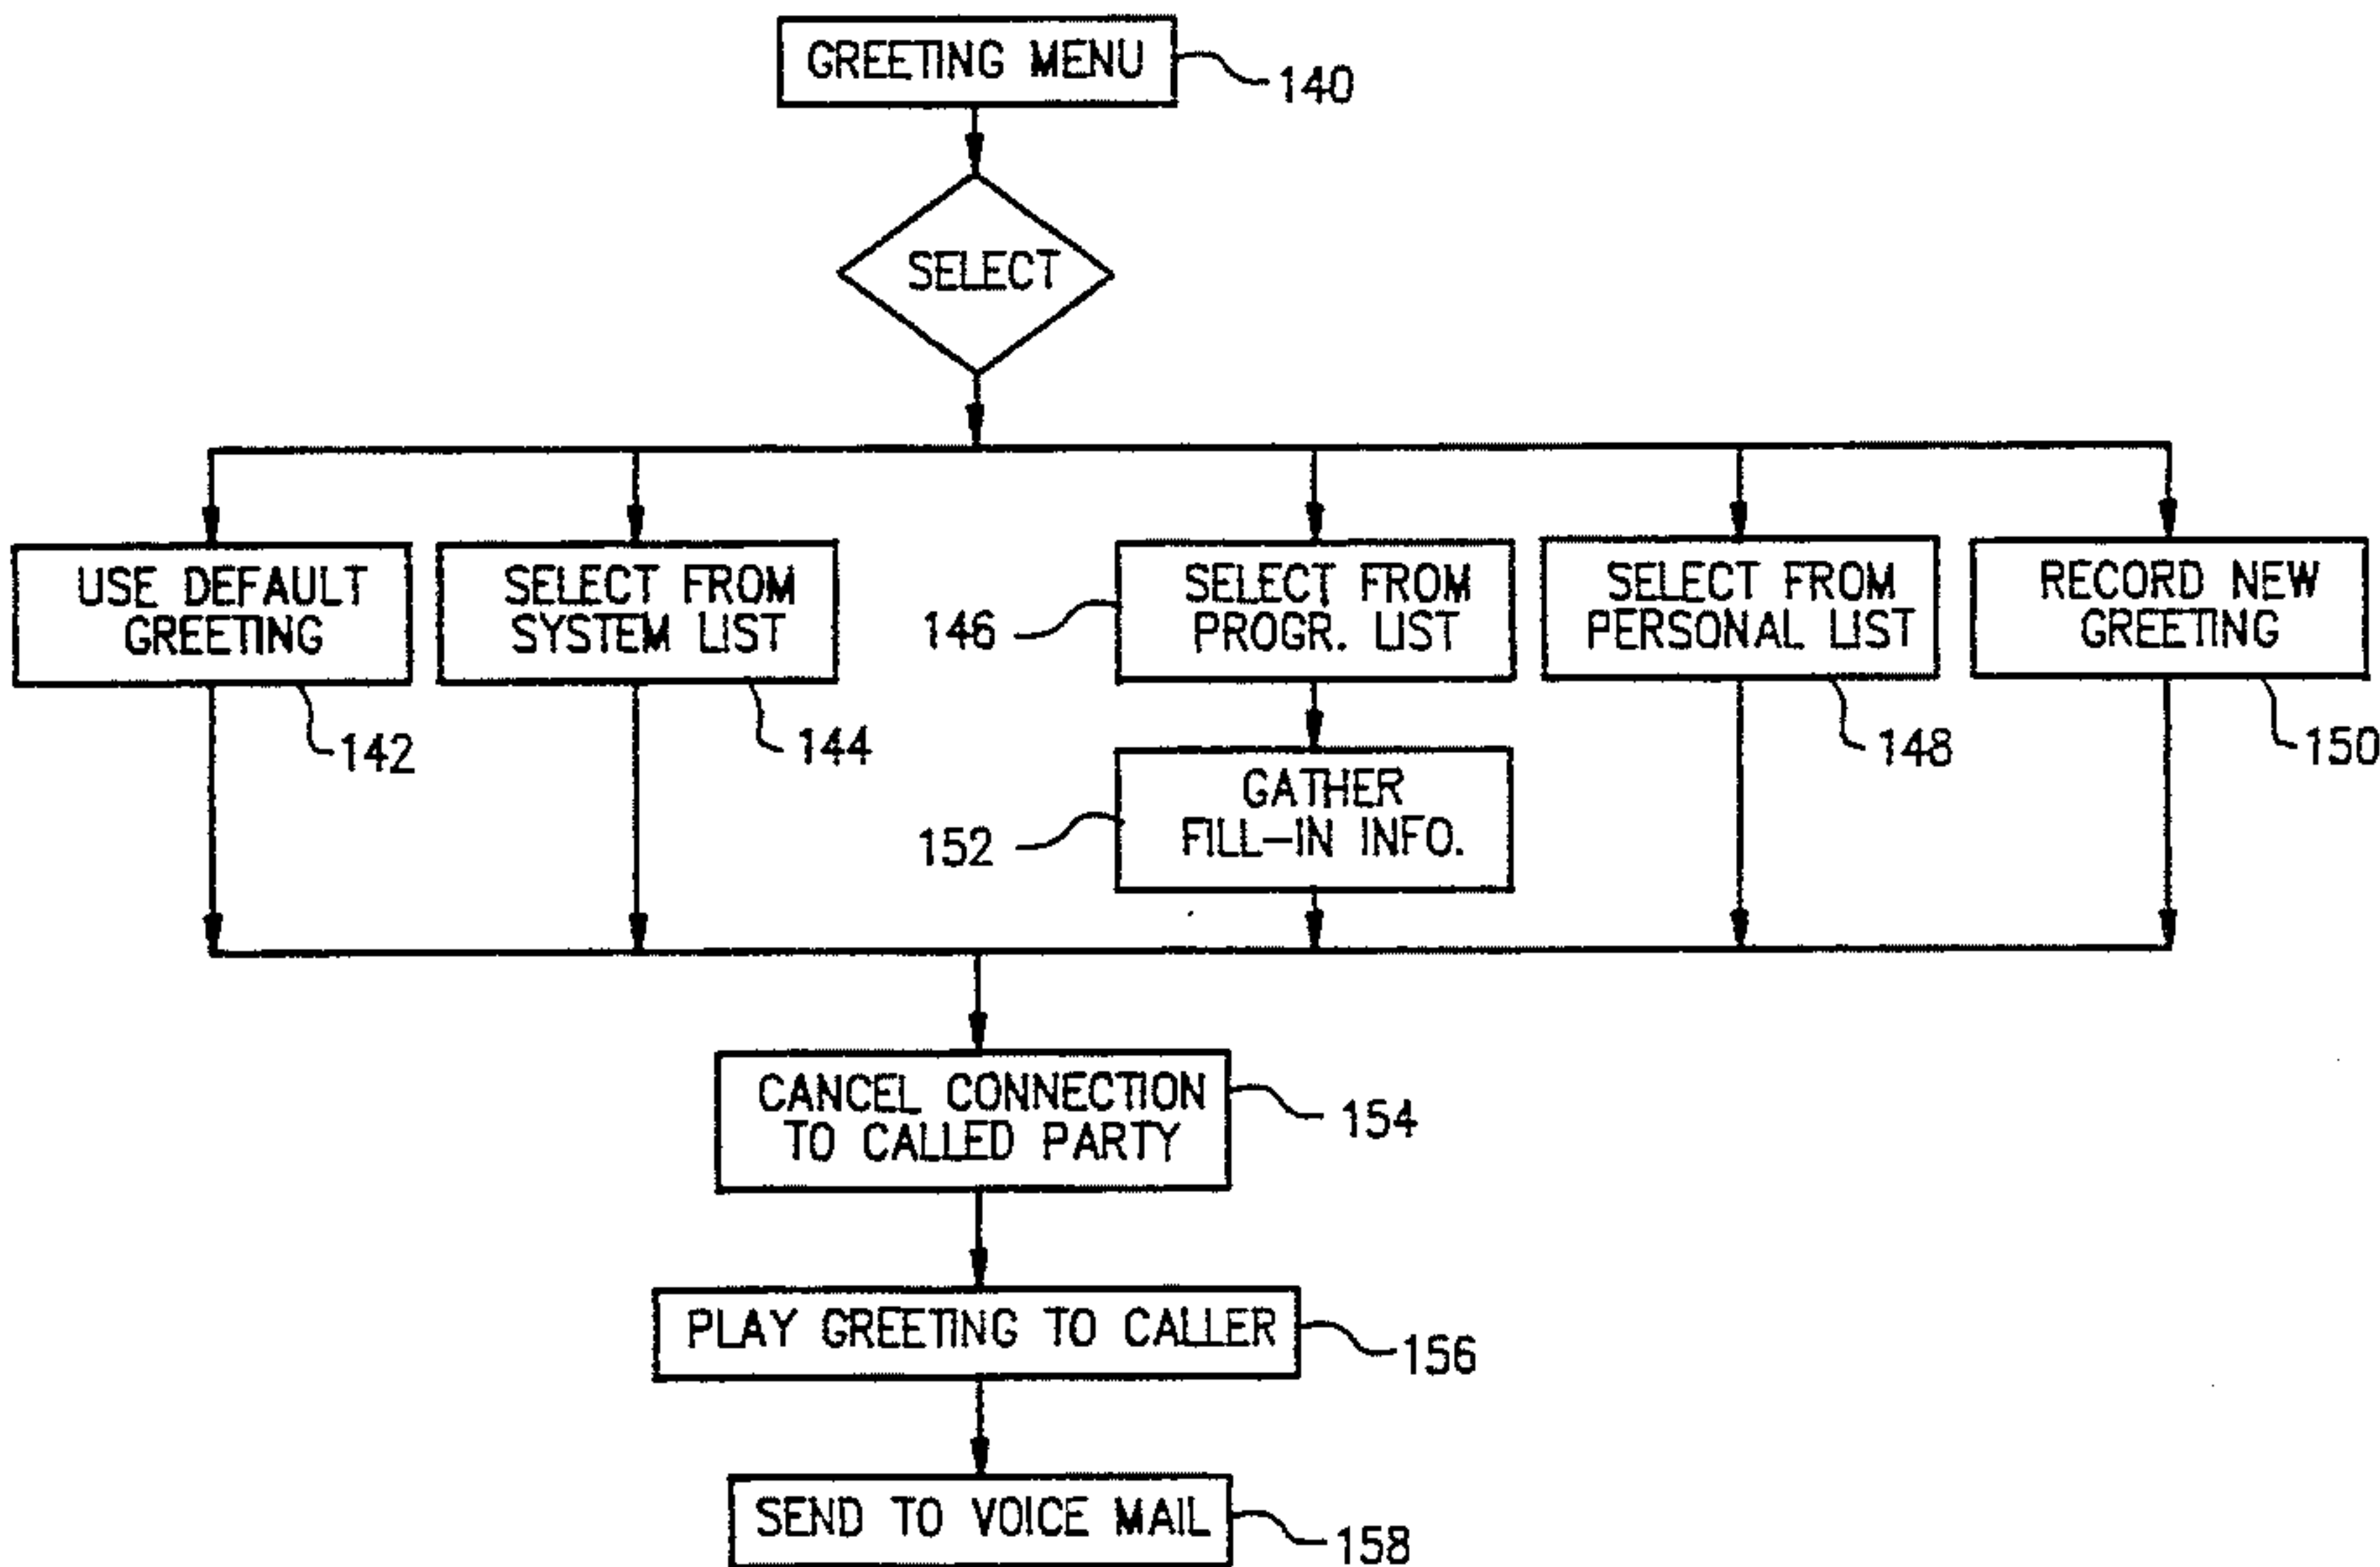 GREETING MENU
140
SELECT
USE DEFAULT
GREETING
142
SELECT FROM
SYSTEM LIST
144
146
SELECT FROM
PROGR. LIST
SELECT FROM
PERSONAL LIST
148
RECORD NEW
GREETING
150
152
GATHER
FILL-IN INFO.
CANCEL CONNECTION
TO CALLED PARTY
154
PLAY GREETING TO CALLER
156
SEND TO VOICE MAIL
158